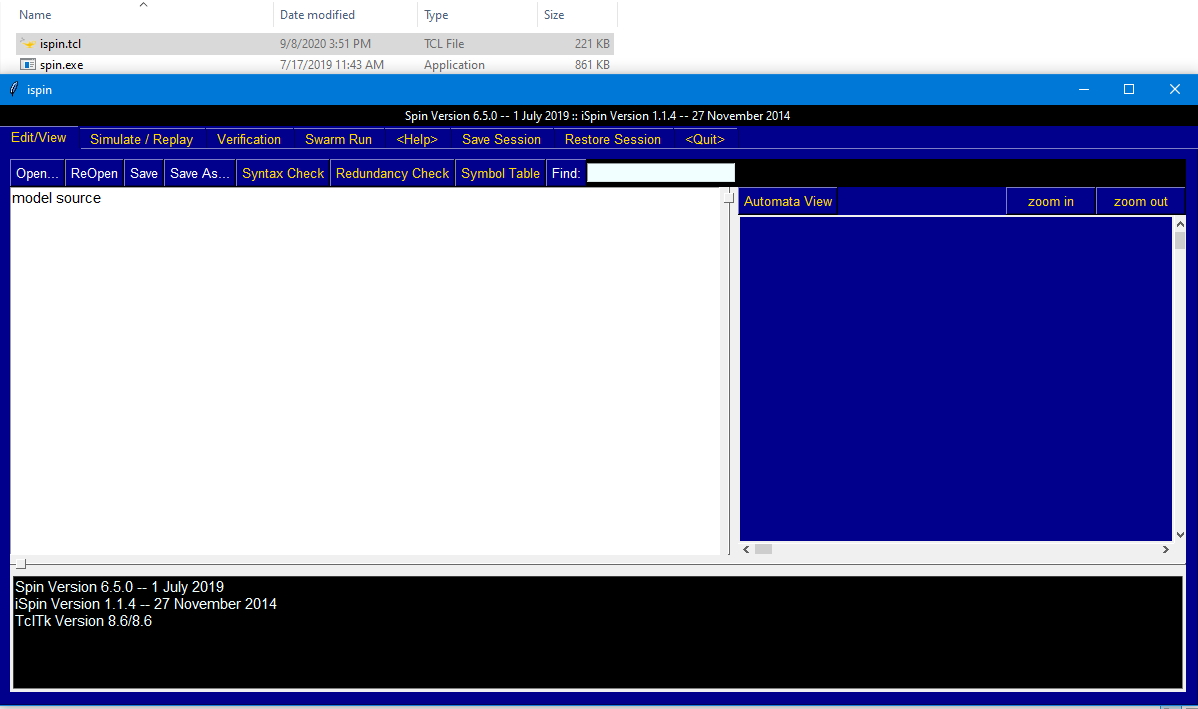 Name Date modified Type Size
ispin.tcl 9/8/2020 3:51 PM TCL File 221 KB
spin.exe 7/17/2019 11:43 AM Application 861 KB
ispin
Spin Version 6.5.0 -- 1 July 2019 :: iSpin Version 1.1.4 -- 27 November 2014
Edit/View Simulate / Replay Verification Swarm Run <Help> Save Session Restore Session <Quit>
Open... ReOpen Save Save As... Syntax Check Redundancy Check Symbol Table Find:
model source
Automata View zoom in zoom out
Spin Version 6.5.0 -- 1 July 2019
iSpin Version 1.1.4 -- 27 November 2014
TclTk Version 8.6/8.6